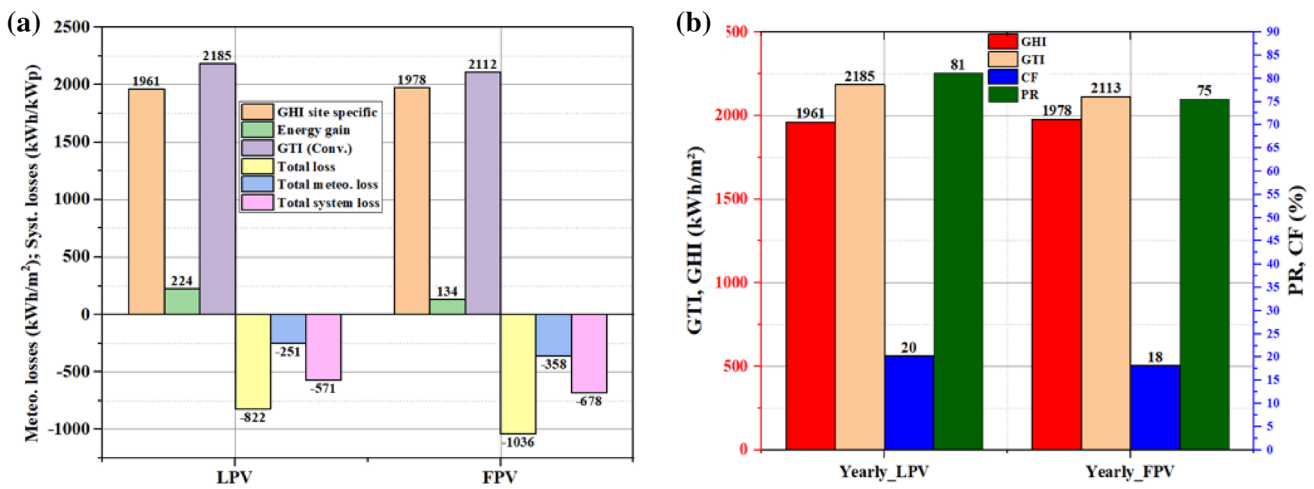 (a)
Meteo. losses (kWh/m²); Syst. losses (kWh/kWp)
2500
2000
1500
1000
500
0
-500
-1000
1961
224
2185
-822
-251
-571
1978
134
2112
-1036
-358
-678
GHI site specific
Energy gain
GTI (Conv.)
Total loss
Total meteo. loss
Total system loss
LPV
FPV
(b)
GTI, GHI (kWh/m²)
500
2000
1500
1000
500
0
GHI
GTI
CF
PR
1961
2185
20
81
1978
2113
18
75
90
85
80
75
70
65
60
55
50
45
40
35
30
25
20
15
10
5
0
PR, CF (%)
Yearly_LPV
Yearly_FPV